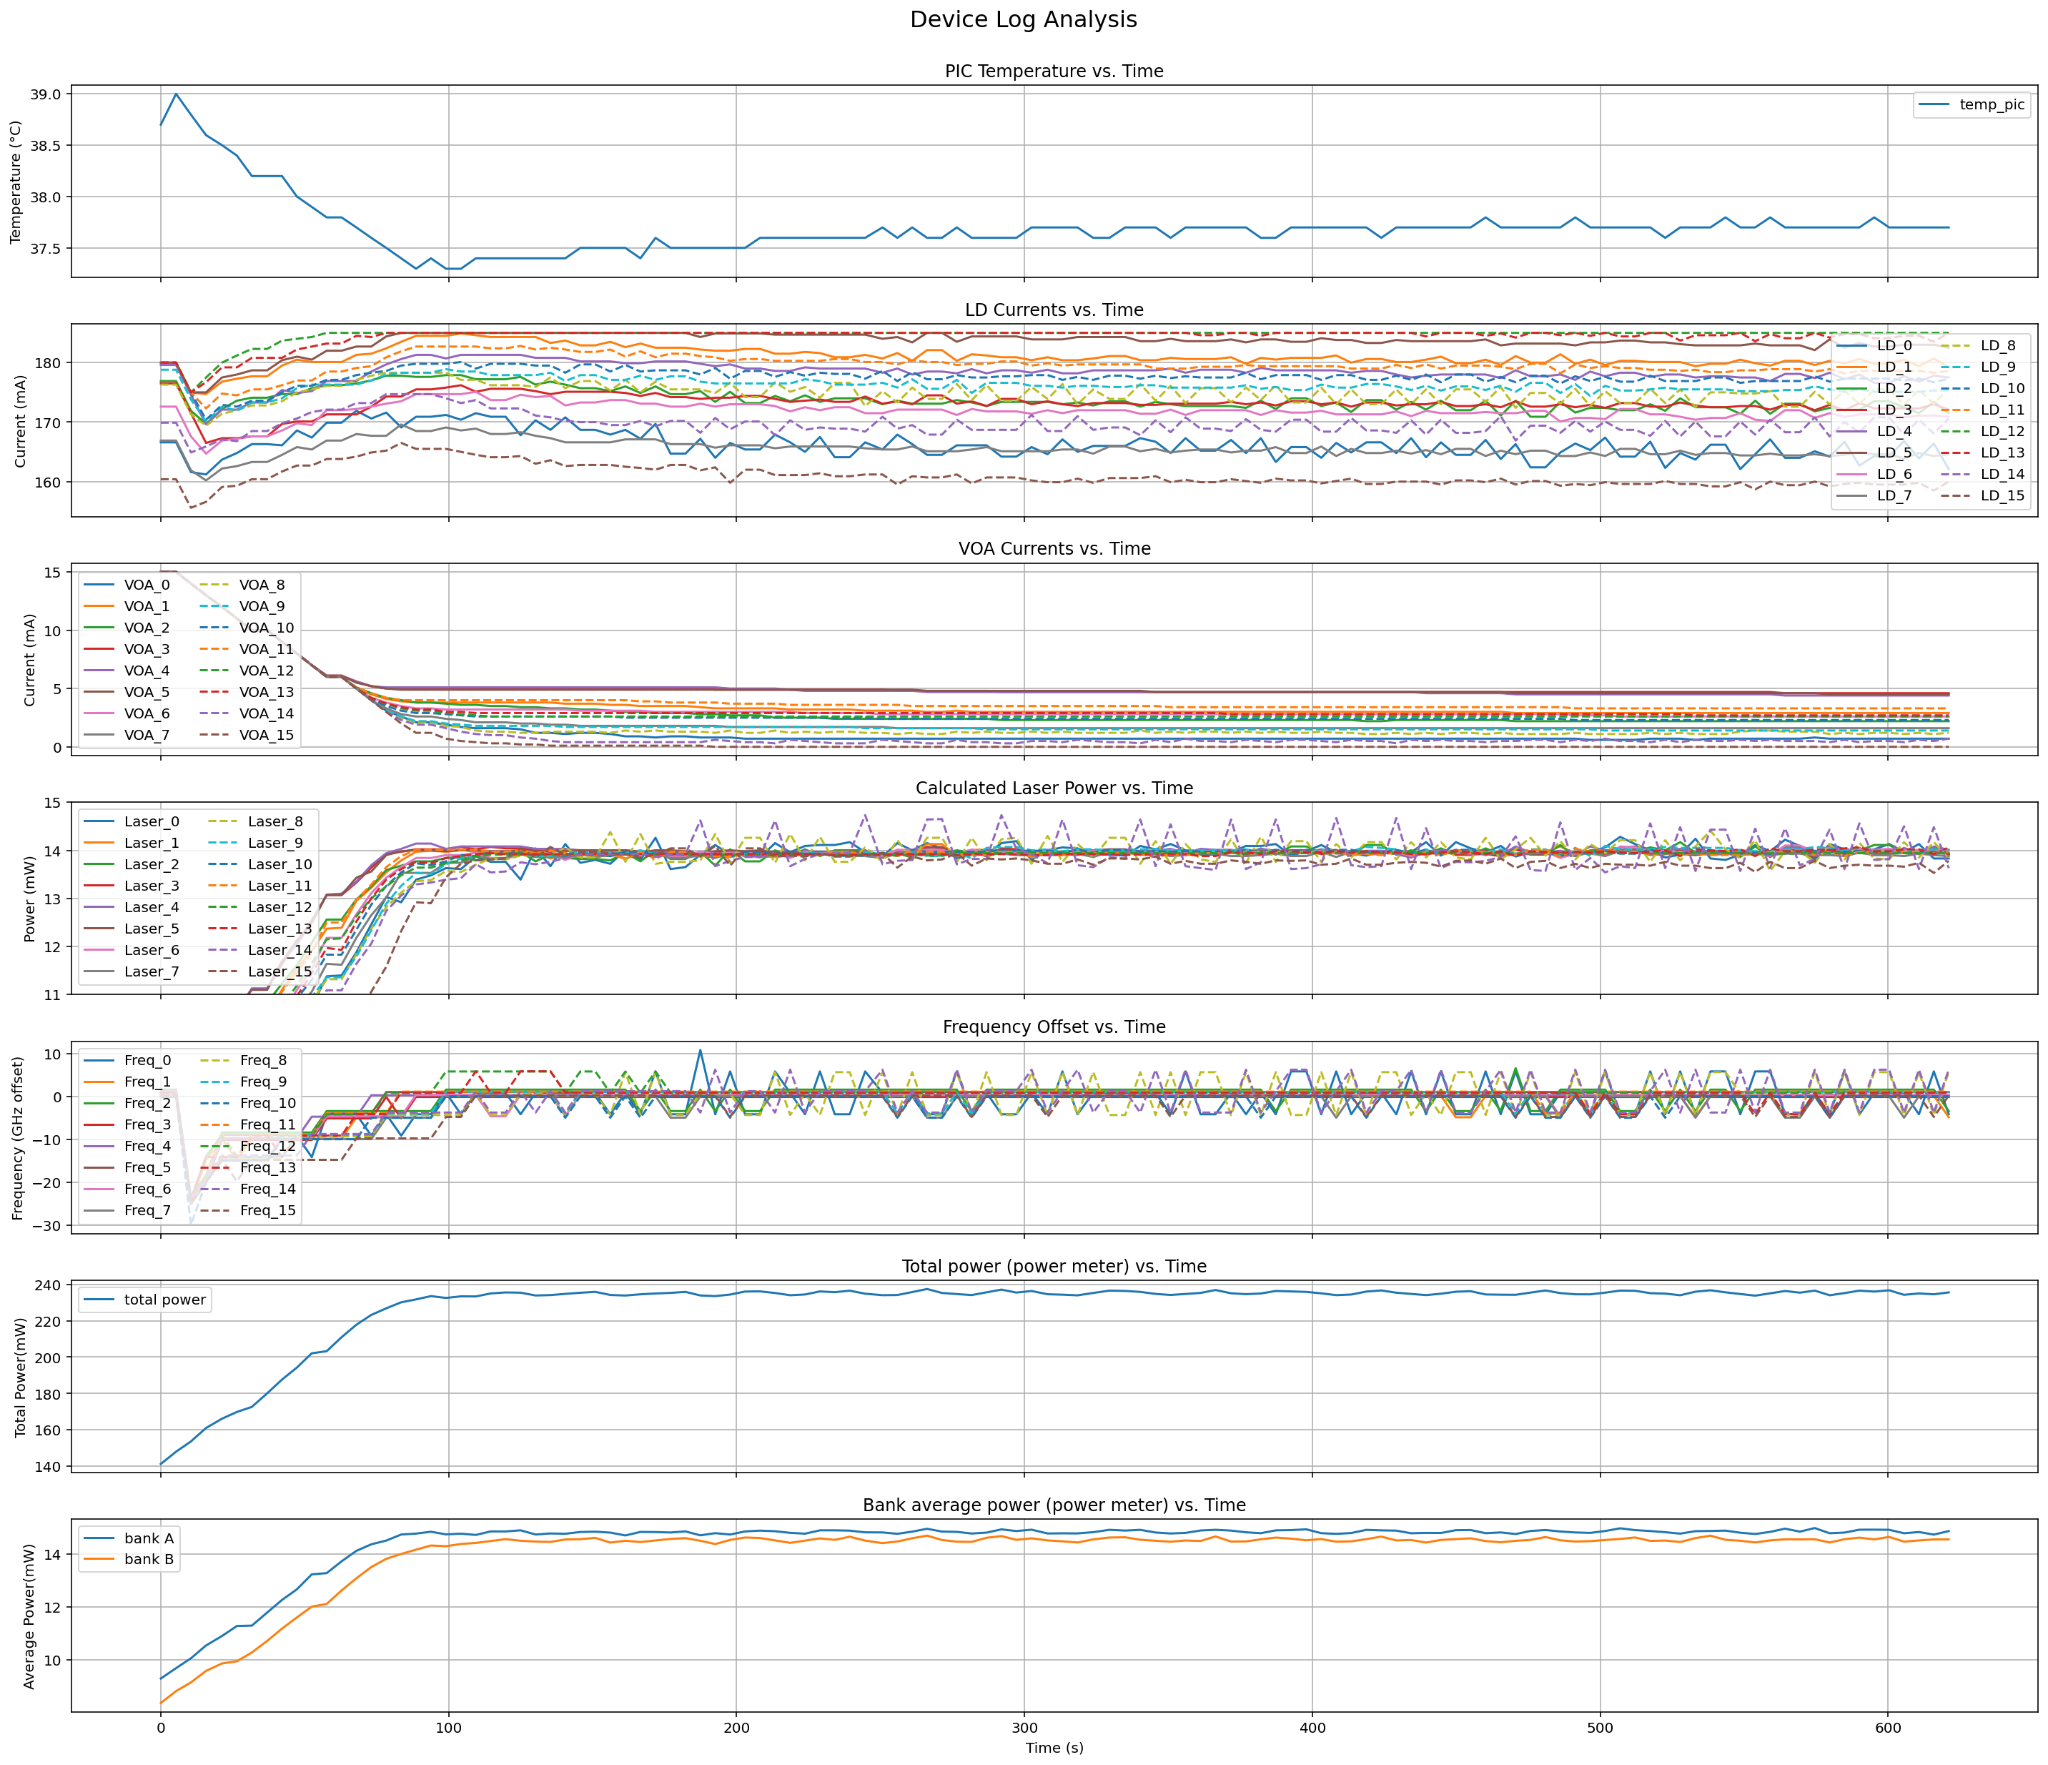 Device Log Analysis
PIC Temperature vs. Time
Temperature (°C)
39.0
38.5
38.0
37.5
temp_pic
LD Currents vs. Time
Current (mA)
180
170
160
LD_0 LD_8
LD_1 LD_9
LD_2 LD_10
LD_3 LD_11
LD_4 LD_12
LD_5 LD_13
LD_6 LD_14
LD_7 LD_15
VOA Currents vs. Time
Current (mA)
15
10
5
0
VOA_0 VOA_8
VOA_1 VOA_9
VOA_2 VOA_10
VOA_3 VOA_11
VOA_4 VOA_12
VOA_5 VOA_13
VOA_6 VOA_14
VOA_7 VOA_15
Calculated Laser Power vs. Time
Power (mW)
15
14
13
12
11
Laser_0 Laser_8
Laser_1 Laser_9
Laser_2 Laser_10
Laser_3 Laser_11
Laser_4 Laser_12
Laser_5 Laser_13
Laser_6 Laser_14
Laser_7 Laser_15
Frequency Offset vs. Time
Frequency (GHz offset)
10
0
−10
−20
−30
Freq_0 Freq_8
Freq_1 Freq_9
Freq_2 Freq_10
Freq_3 Freq_11
Freq_4 Freq_12
Freq_5 Freq_13
Freq_6 Freq_14
Freq_7 Freq_15
Total power (power meter) vs. Time
Total Power(mW)
240
220
200
180
160
140
total power
Bank average power (power meter) vs. Time
Average Power(mW)
14
12
10
bank A
bank B
0 100 200 300 400 500 600
Time (s)